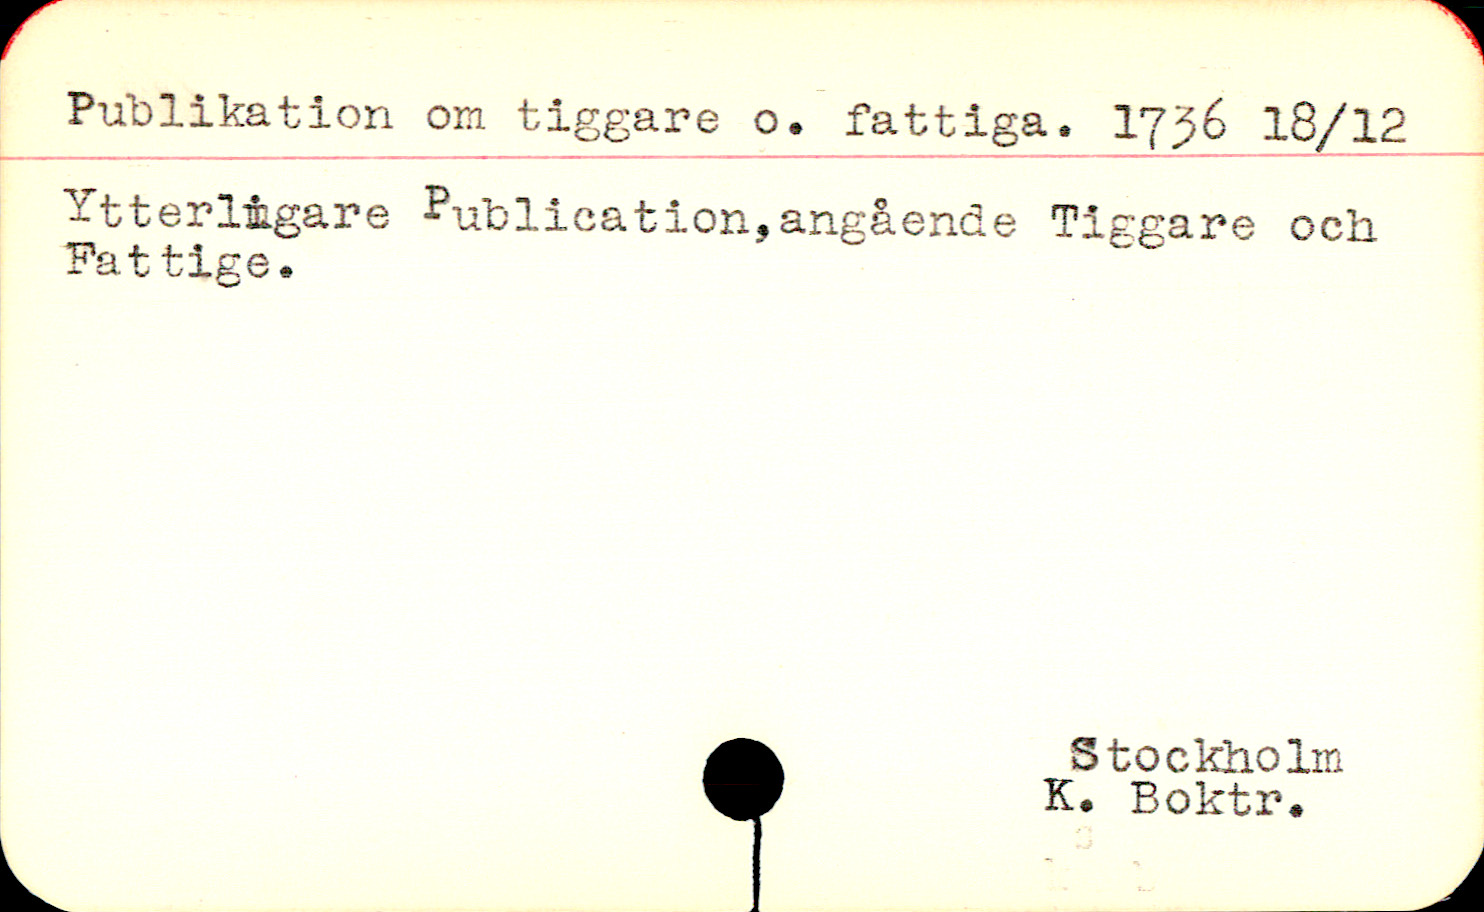 Publikation om tiggare o. fattiga. 1736 18/12
Ytterligare Publication,angående Tiggare och
Fattige.
Stockholm
K. Boktr.